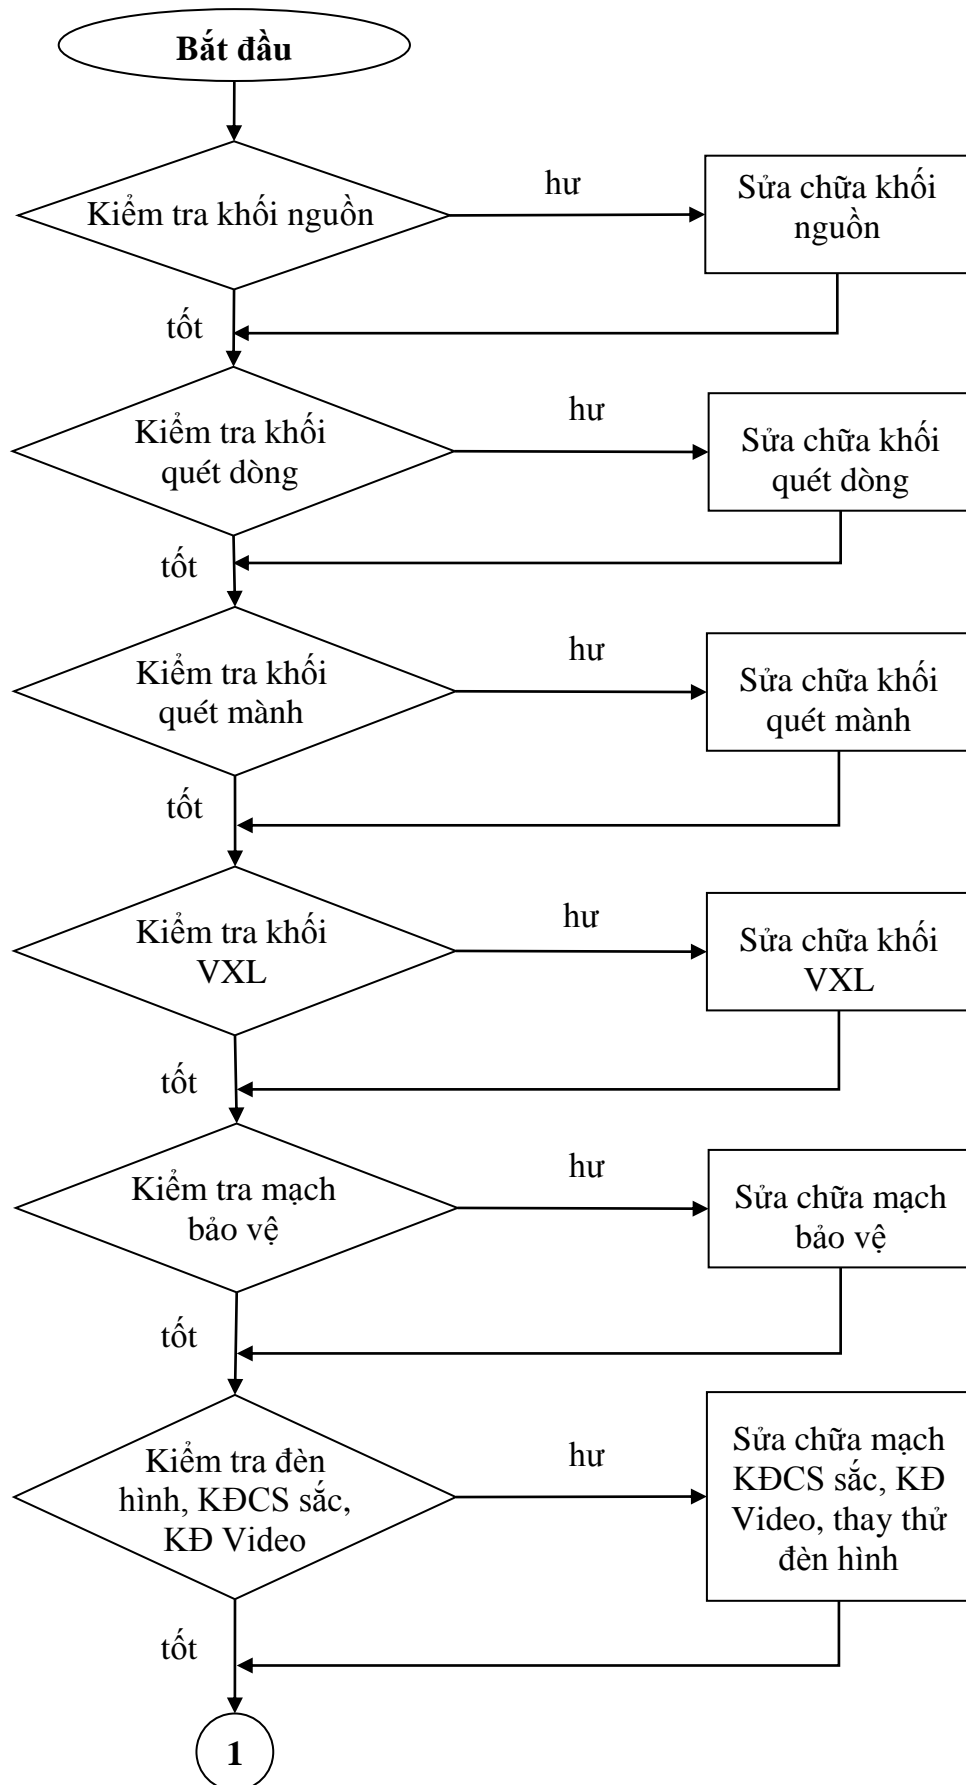 Bắt đầu
Kiểm tra khối nguồn
hư
Sửa chữa khối
nguồn
tốt
Kiểm tra khối
quét dòng
hư
Sửa chữa khối
quét dòng
tốt
Kiểm tra khối
quét mành
hư
Sửa chữa khối
quét mành
tốt
Kiểm tra khối
VXL
hư
Sửa chữa khối
VXL
tốt
Kiểm tra mạch
bảo vệ
hư
Sửa chữa mạch
bảo vệ
tốt
Kiểm tra đèn
hình, KĐCS sắc,
KĐ Video
hư
Sửa chữa mạch
KĐCS sắc, KĐ
Video, thay thử
đèn hình
tốt
1